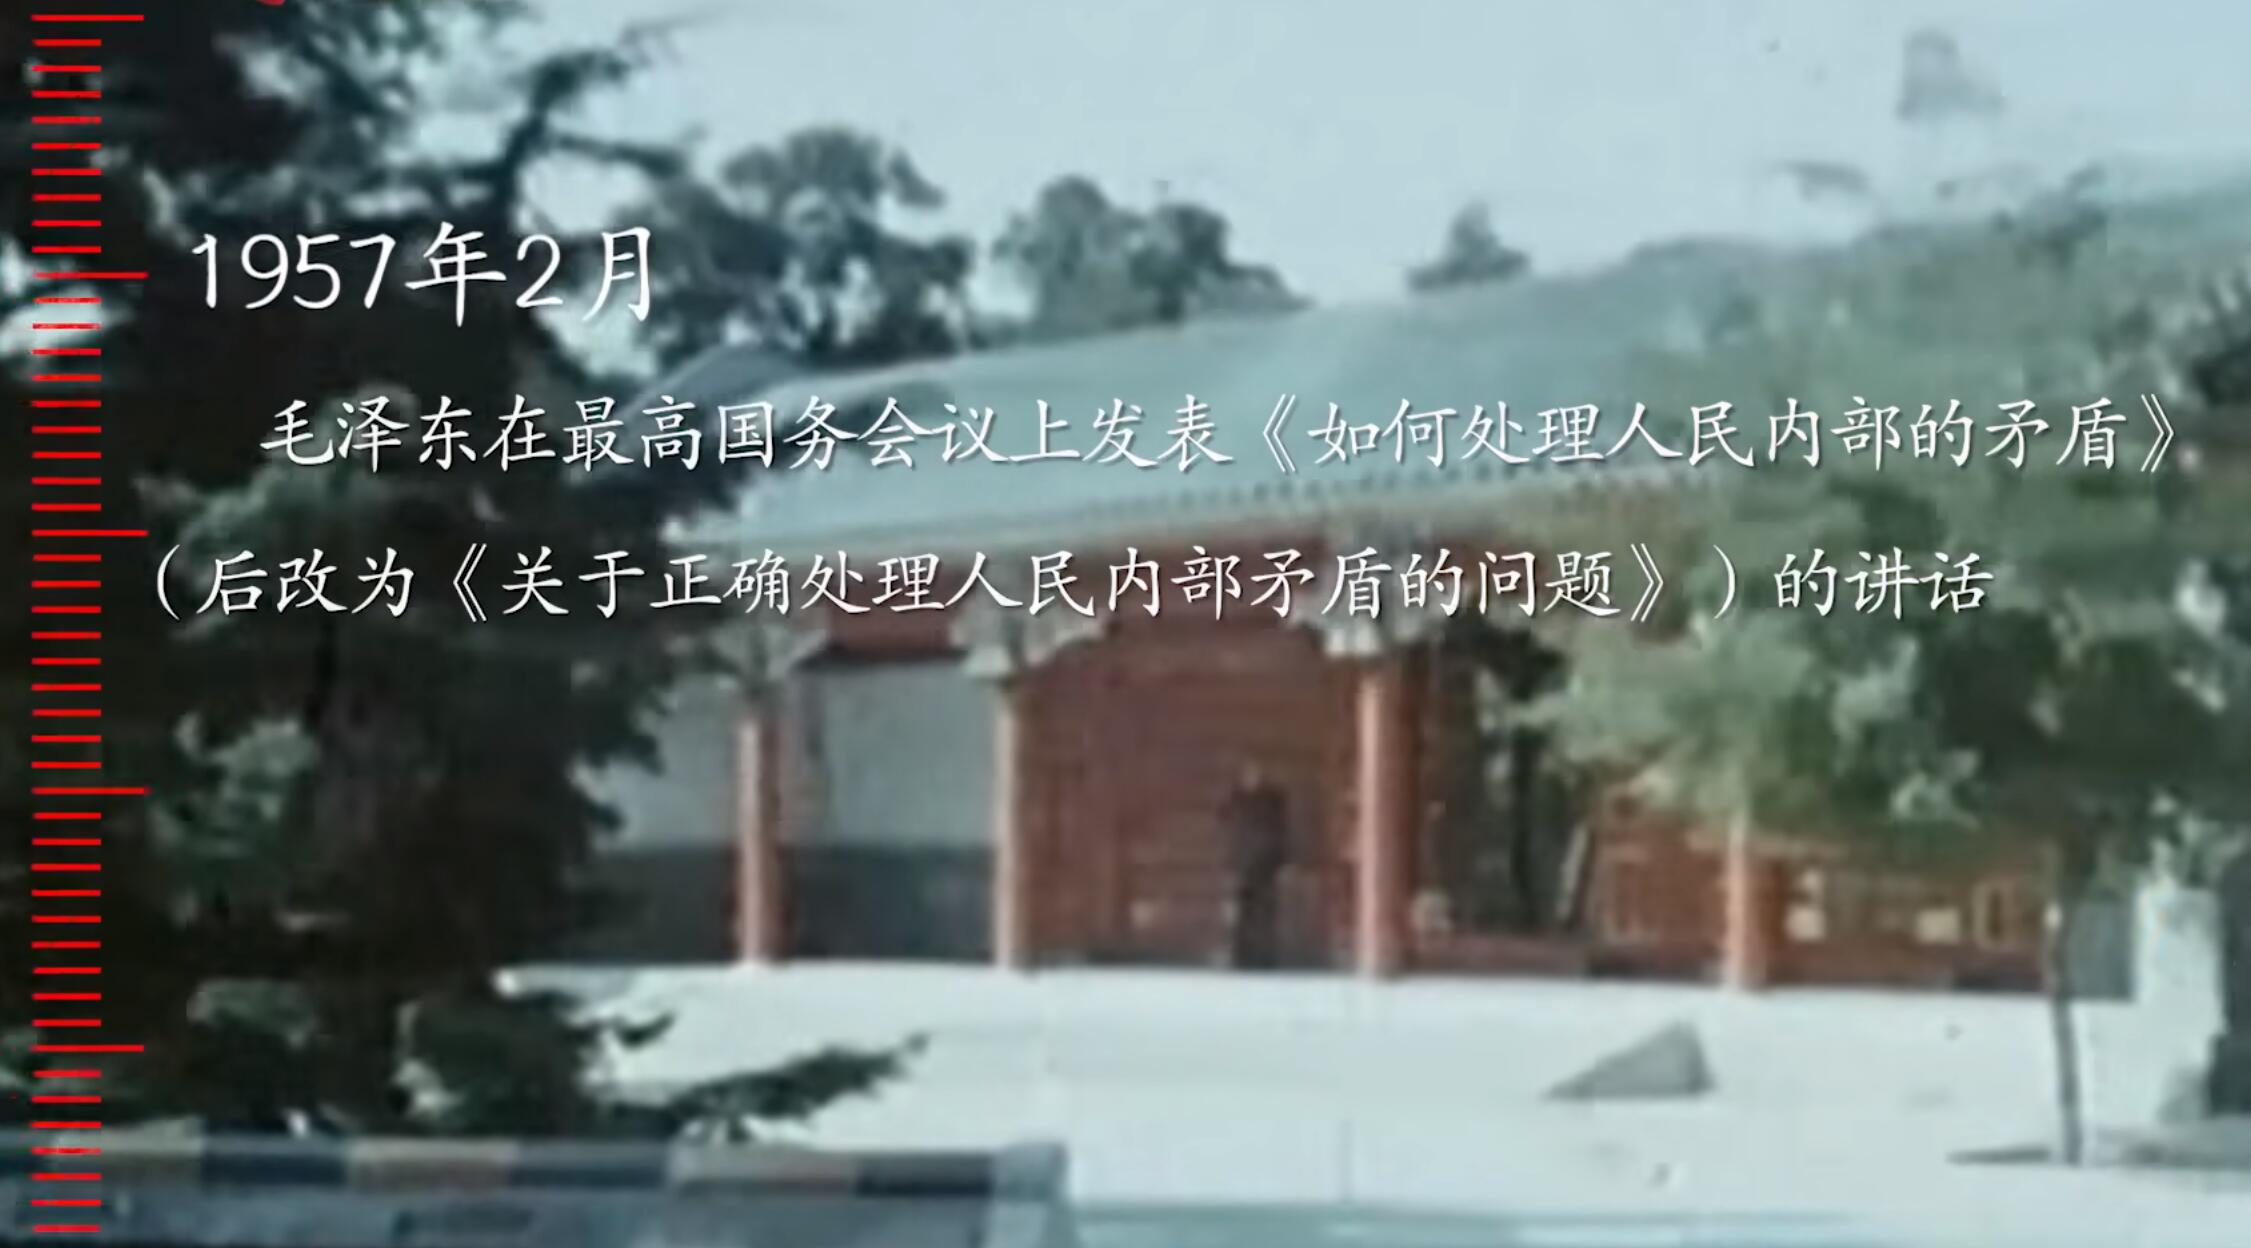 1957年2月
毛泽东在最高国务会议上发表《如何处理人民内部的矛盾》
（后改为《关于正确处理人民内部矛盾的问题》）的讲话